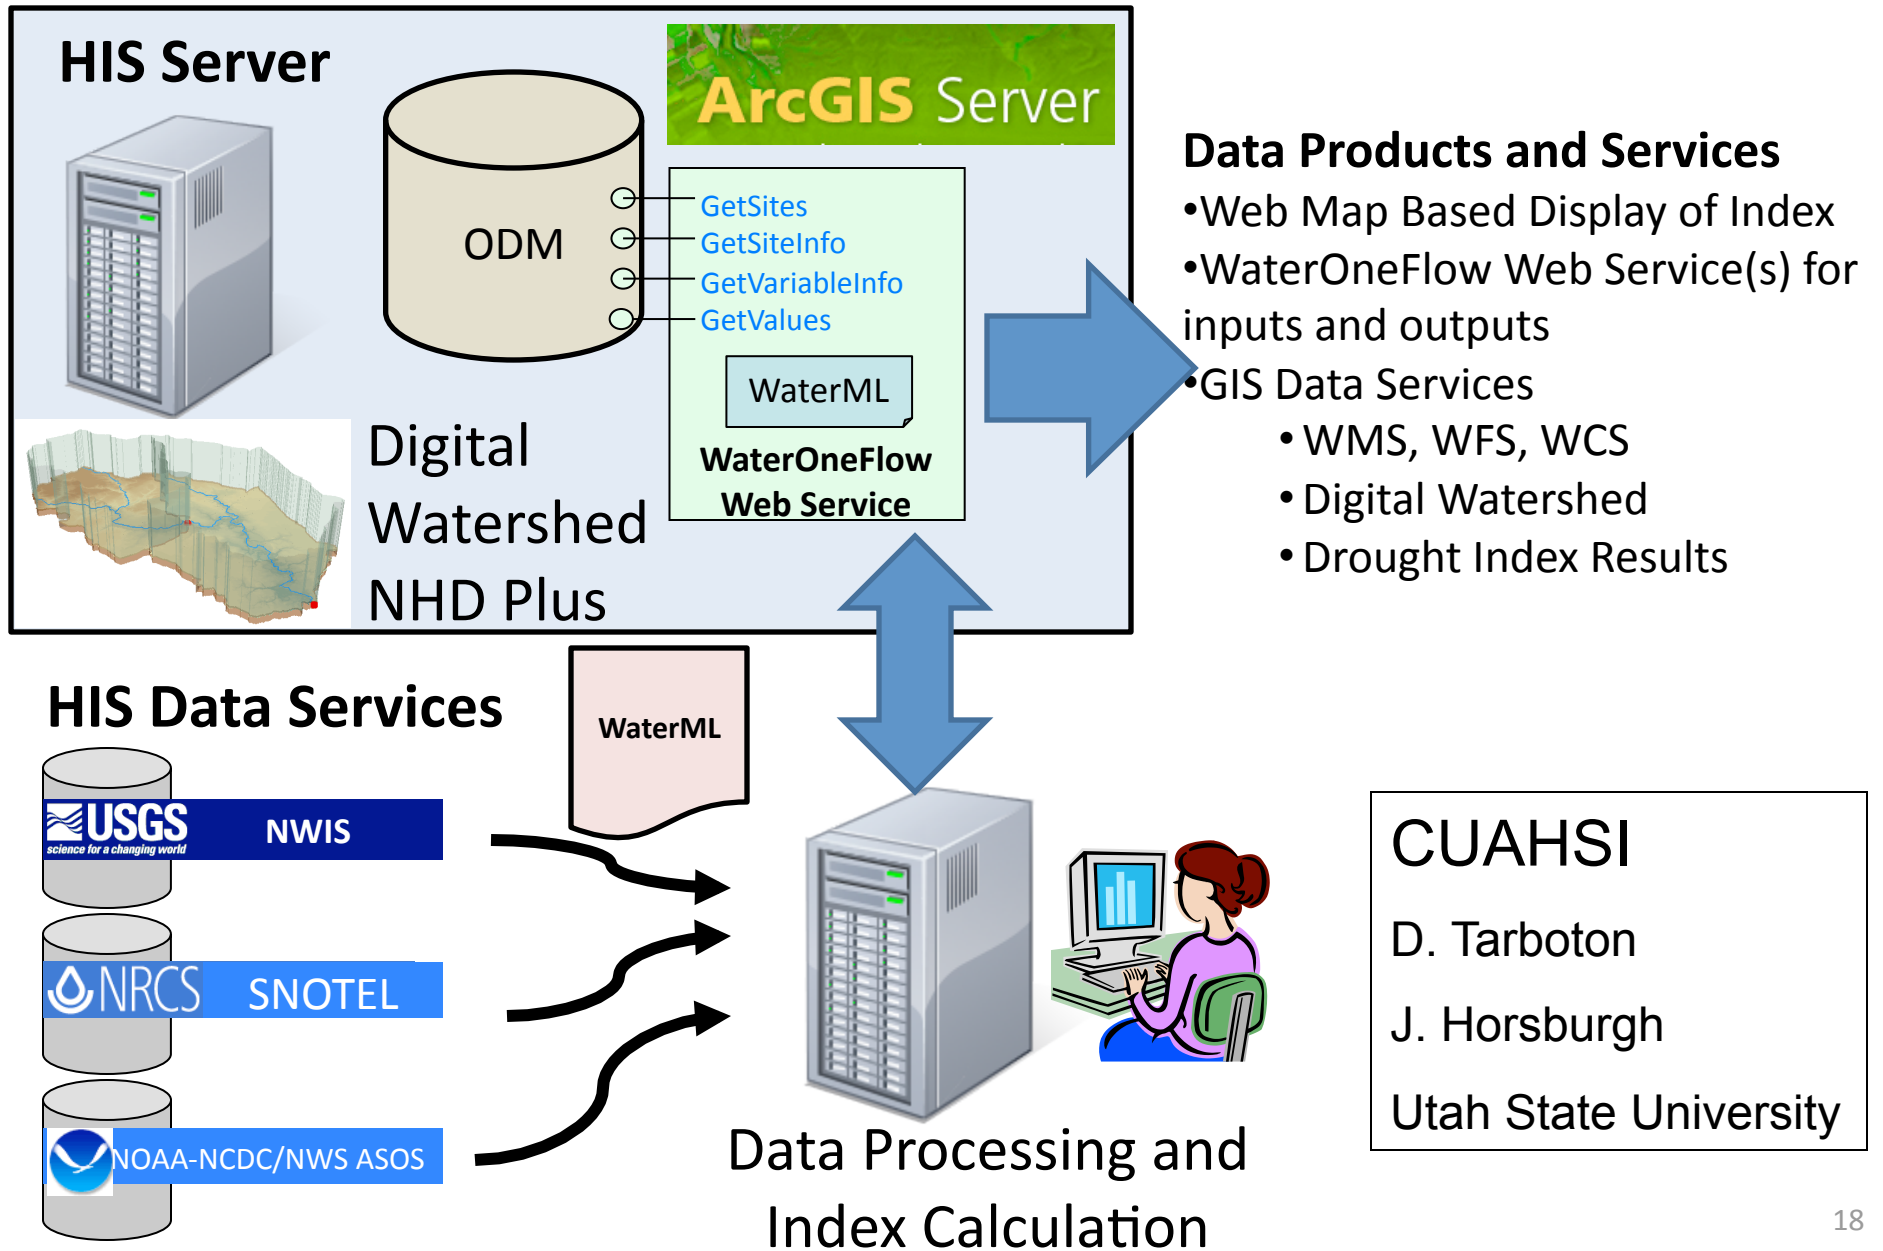 HIS Server
ArcGIS Server
ODM
GetSites
GetSiteInfo
GetVariableInfo
GetValues
WaterML
WaterOneFlow
Web Service
Digital
Watershed
NHD Plus
Data Products and Services
•Web Map Based Display of Index
•WaterOneFlow Web Service(s) for
inputs and outputs
•GIS Data Services
• WMS, WFS, WCS
• Digital Watershed
• Drought Index Results
HIS Data Services
WaterML
USGS
science for a changing world
NWIS
NRCS
SNOTEL
NOAA-NCDC/NWS ASOS
Data Processing and
Index Calculation
CUAHSI
D. Tarboton
J. Horsburgh
Utah State University
18